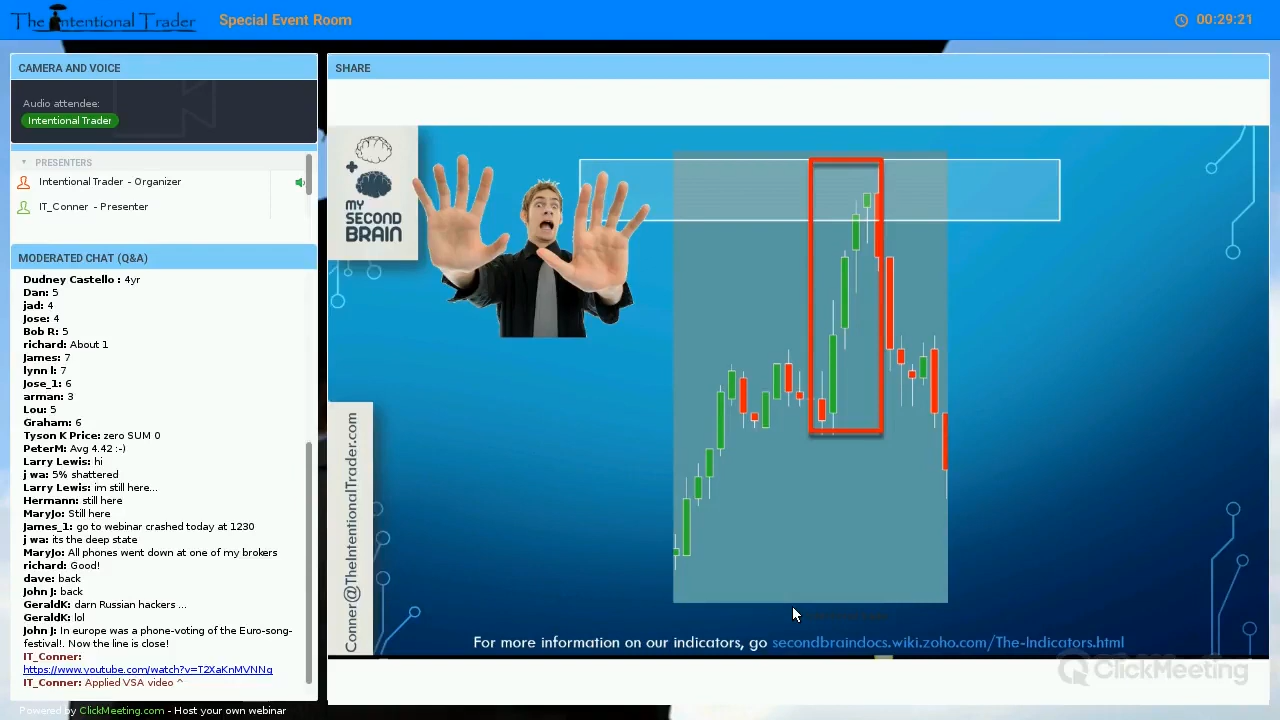 The Intentional Trader
Special Event Room
00:29:21
CAMERA AND VOICE
Audio attendee:
Intentional Trader
PRESENTERS
Intentional Trader - Organizer
IT_Conner - Presenter
MODERATED CHAT (Q&A)
Dudney Castello : 4yr
Dan: 5
jad: 4
Jose: 4
Bob R: 5
richard: About 1
James: 7
lynn l: 7
Jose_1: 6
arman: 3
Lou: 5
Graham: 6
Tyson K Price: zero SUM 0
PeterM: Avg 4.42 :-)
Larry Lewis: hi
j wa: 5% shattered
Larry Lewis: im still here...
Hermann: still here
MaryJo: Still here
James_1: go to webinar crashed today at 1230
j wa: its the deep state
MaryJo: All phones went down at one of my brokers
richard: Good!
dave: back
John J: back
GeraldK: darn Russian hackers ...
GeraldK: lol
John J: In europe was a phone-voting of the Euro-song-
festival!. Now the line is close!
IT_Conner:
https://www.youtube.com/watch?v=T2XaKnMVNNg
IT_Conner: Applied VSA video ^
Powered by ClickMeeting.com - Host your own webinar
SHARE
MY
SECOND
BRAIN
Conner@TheIntentionalTrader.com
For more information on our indicators, go secondbraindocs.wiki.zoho.com/The-Indicators.html
ClickMeeting